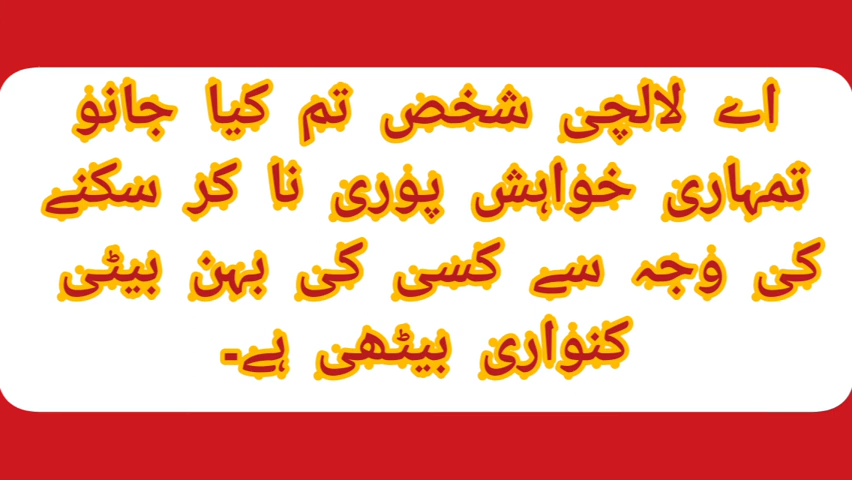 اے لالچی شخص تم کیا جانو
تمہاری خواہش پوری نا کر سکنے
کی وجہ سے کسی کی بہن بیٹی
کنواری بیٹھی ہے۔